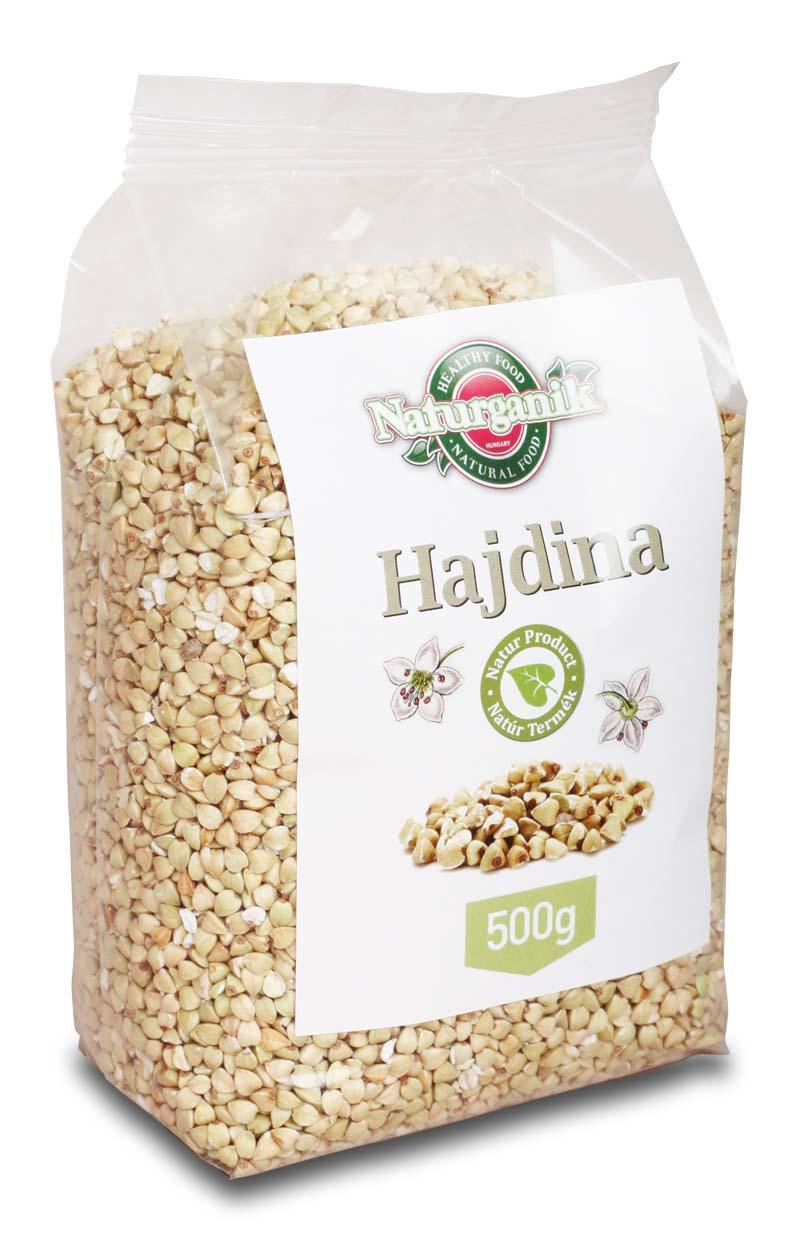 HEALTHY FOOD
Naturganik
HUNGARY
· NATURAL FOOD ·
Hajdina
Natur Product
· Natúr Termék ·
500g